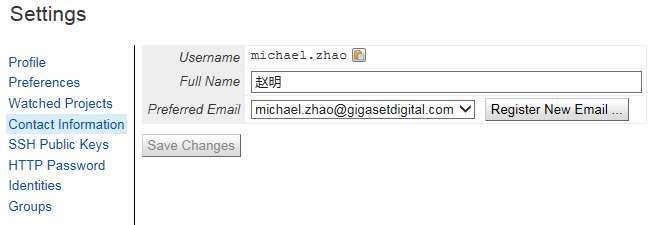 Settings
Profile
Preferences
Watched Projects
Contact Information
SSH Public Keys
HTTP Password
Identities
Groups
Username michael.zhao
Full Name 赵明
Preferred Email michael.zhao@gigasetdigital.com Register New Email ...
Save Changes